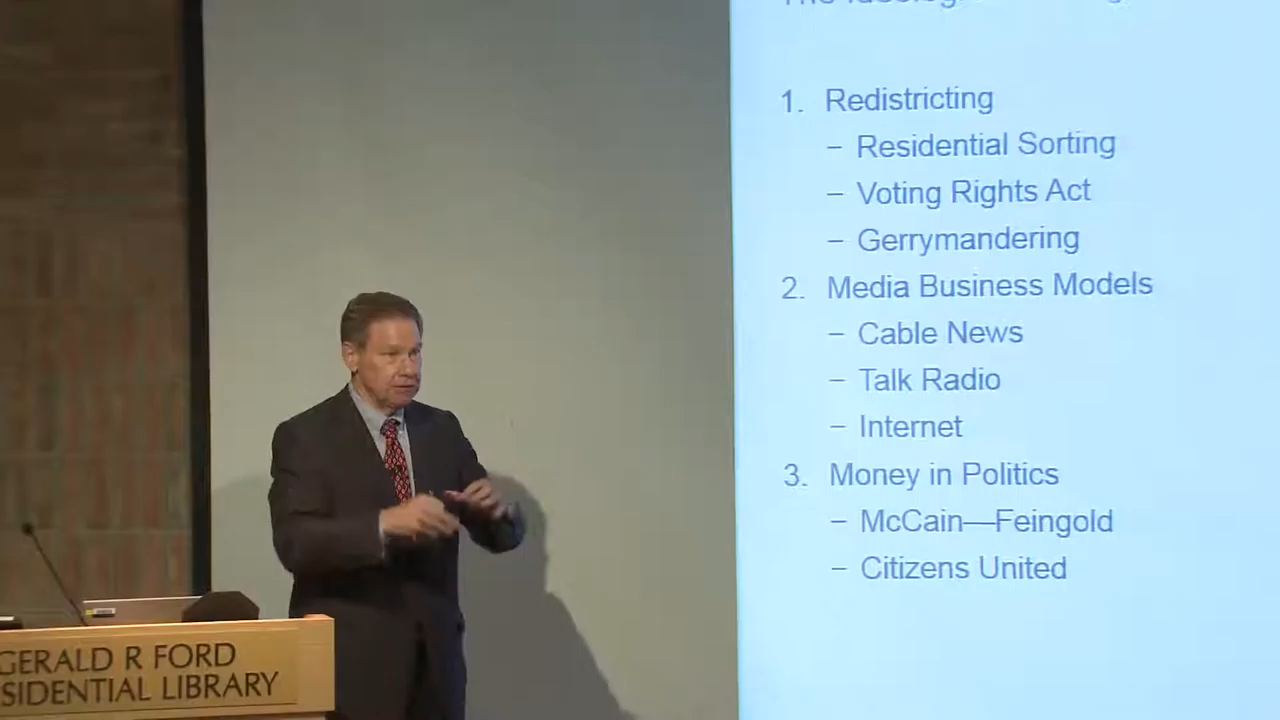 1. Redistricting
– Residential Sorting
– Voting Rights Act
– Gerrymandering
2. Media Business Models
– Cable News
– Talk Radio
– Internet
3. Money in Politics
– McCain—Feingold
– Citizens United
GERALD R FORD
SIDENTIAL LIBRARY